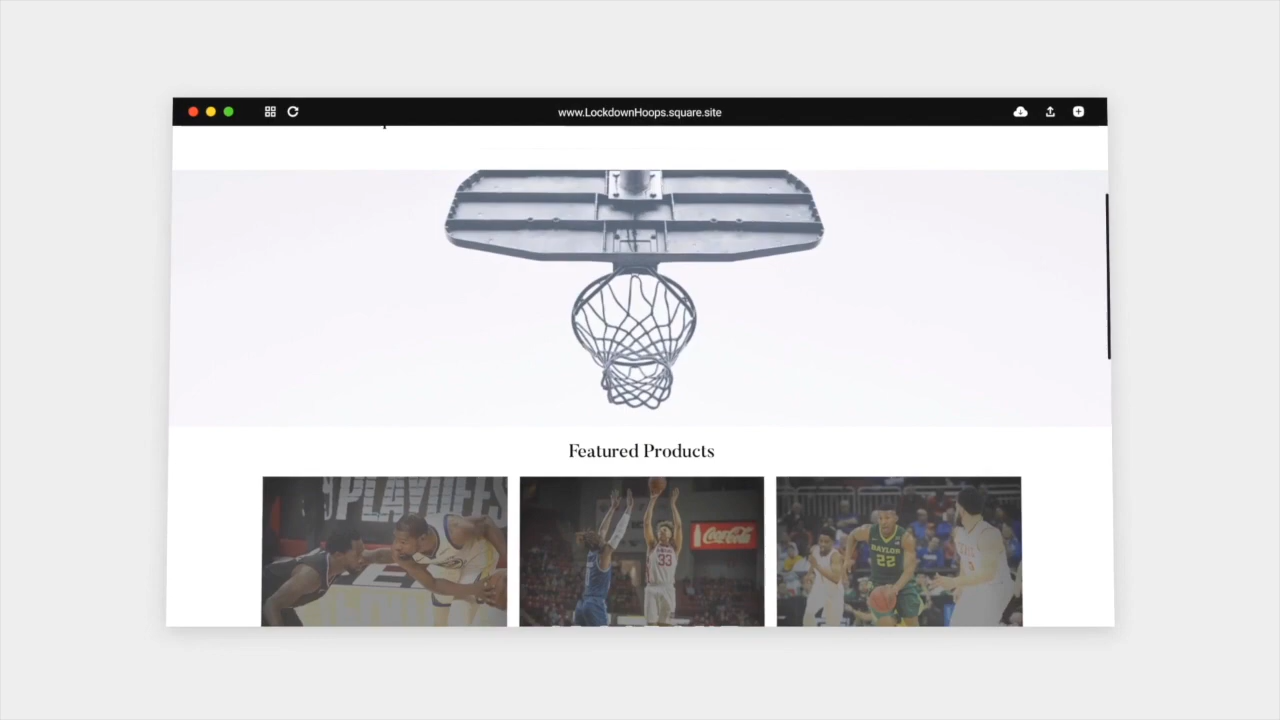 www.LockdownHoops.square.site
Featured Products
PLAYOFFS
Coca-Cola
33
BAYLOR
22